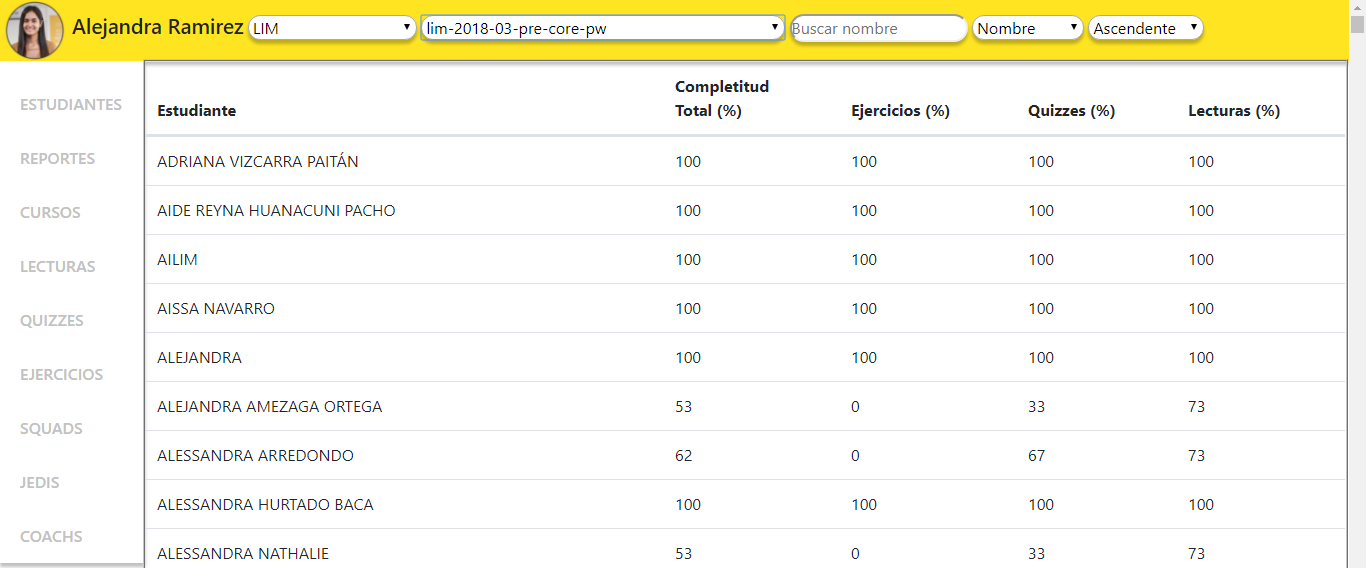 Alejandra Ramirez LIM lim-2018-03-pre-core-pw Buscar nombre Nombre Ascendente
ESTUDIANTES
REPORTES
CURSOS
LECTURAS
QUIZZES
EJERCICIOS
SQUADS
JEDIS
COACHS
Estudiante Completitud Total (%) Ejercicios (%) Quizzes (%) Lecturas (%)
ADRIANA VIZCARRA PAITÁN 100 100 100 100
AIDE REYNA HUANACUNI PACHO 100 100 100 100
AILIM 100 100 100 100
AISSA NAVARRO 100 100 100 100
ALEJANDRA 100 100 100 100
ALEJANDRA AMEZAGA ORTEGA 53 0 33 73
ALESSANDRA ARREDONDO 62 0 67 73
ALESSANDRA HURTADO BACA 100 100 100 100
ALESSANDRA NATHALIE 53 0 33 73